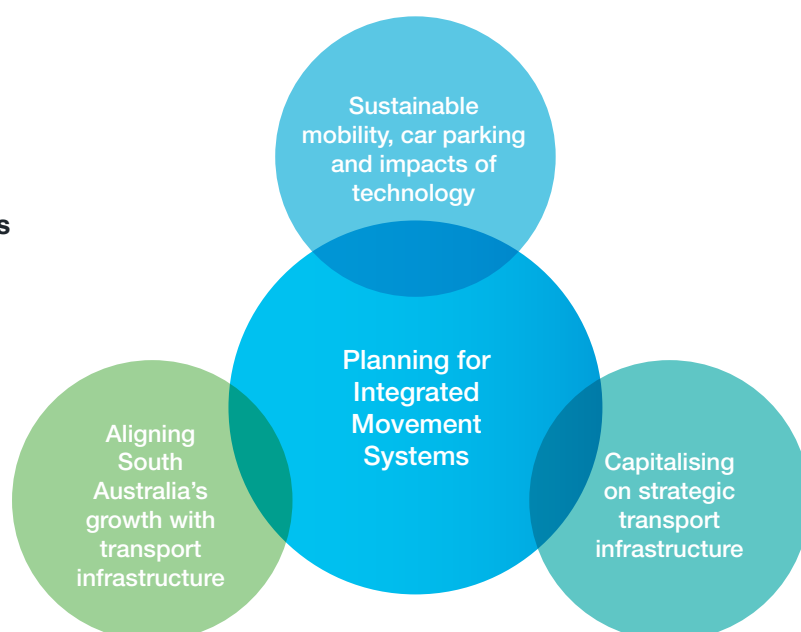 Sustainable
mobility, car parking
and impacts of
technology
s
Planning for
Integrated
Movement
Systems
Aligning
South
Australia's
growth with
transport
infrastructure
Capitalising
on strategic
transport
infrastructure